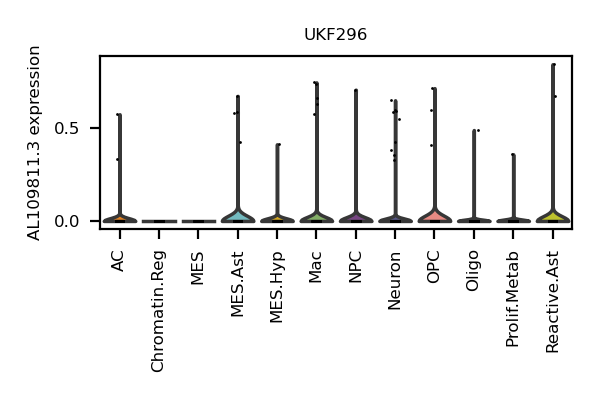 UKF296
AL109811.3 expression
0.5
0.0
AC
Chromatin.Reg
MES
MES.Ast
MES.Hyp
Mac
NPC
Neuron
OPC
Oligo
Prolif.Metab
Reactive.Ast